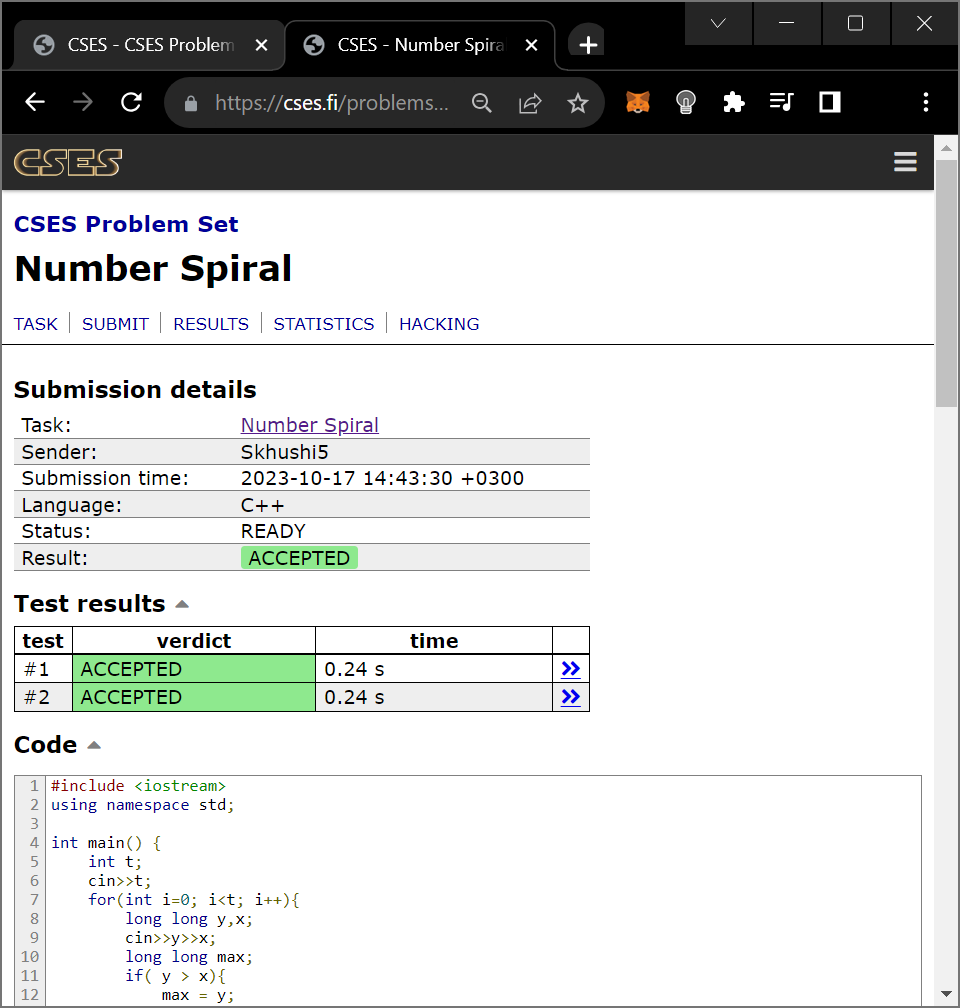 CSES - CSES Problem
CSES - Number Spira
https://cses.fi/problems...
CSES
CSES Problem Set
Number Spiral
TASK | SUBMIT | RESULTS | STATISTICS | HACKING
Submission details
Task: Number Spiral
Sender: Skhushi5
Submission time: 2023-10-17 14:43:30 +0300
Language: C++
Status: READY
Result: ACCEPTED
Test results
test verdict time
#1 ACCEPTED 0.24 s >>
#2 ACCEPTED 0.24 s >>
Code
1 #include <iostream>
2 using namespace std;
3
4 int main() {
5     int t;
6     cin>>t;
7     for(int i=0; i<t; i++){
8         long long y,x;
9         cin>>y>>x;
10         long long max;
11         if( y > x){
12             max = y;